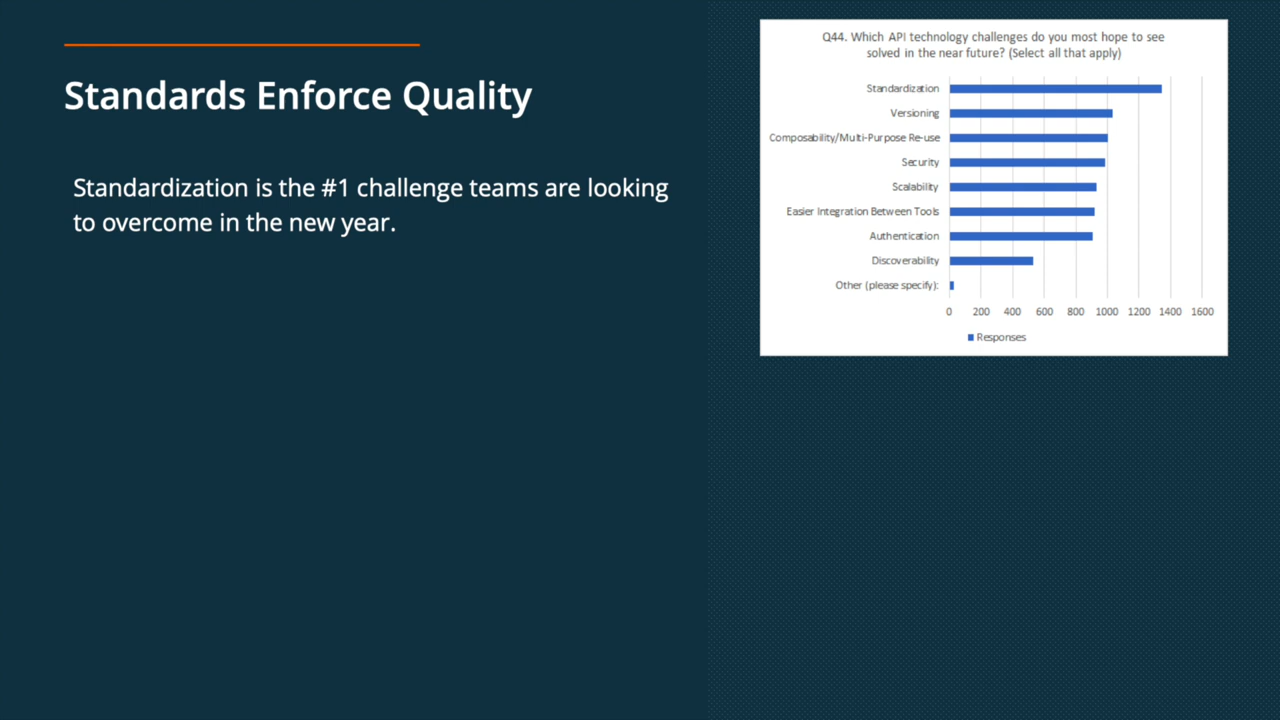 Standards Enforce Quality
Standardization is the #1 challenge teams are looking
to overcome in the new year.
Q44. Which API technology challenges do you most hope to see
solved in the near future? (Select all that apply)
Standardization
Versioning
Composability/Multi-Purpose Re-use
Security
Scalability
Easier Integration Between Tools
Authentication
Discoverability
Other (please specify):
0 200 400 600 800 1000 1200 1400 1600
Responses